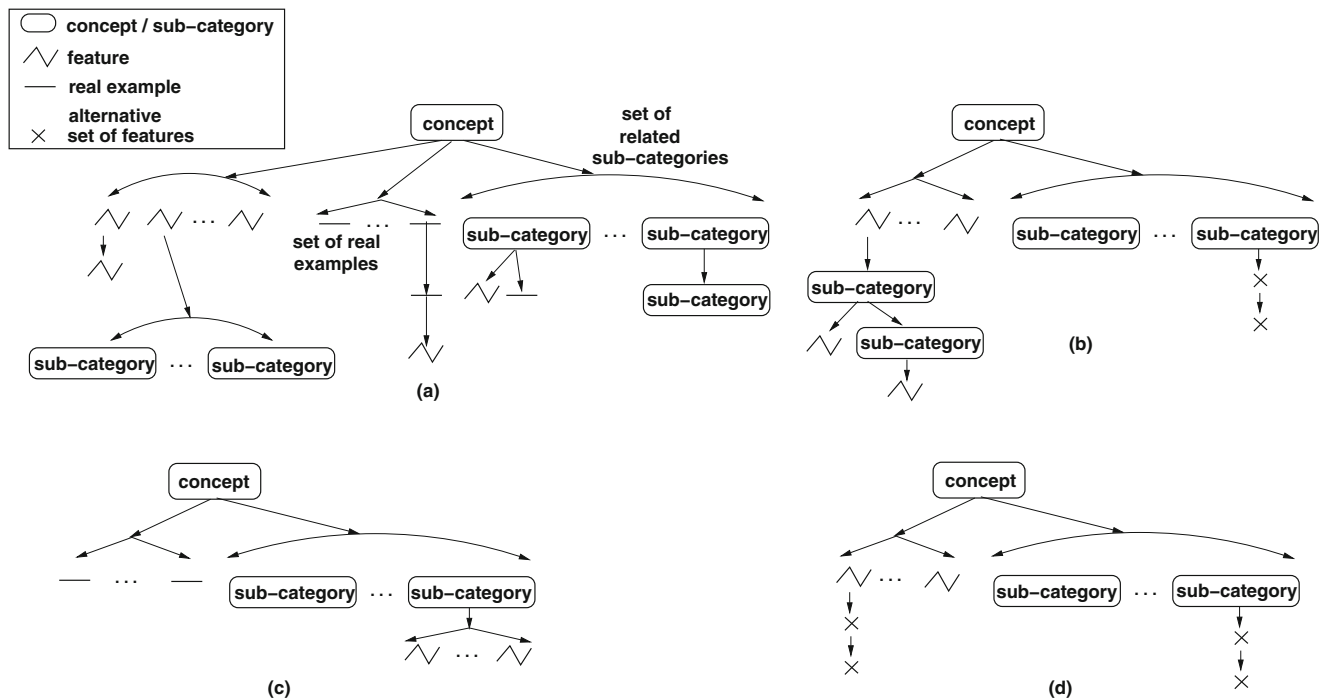 concept / sub−category
feature
real example
alternative
set of features
concept
set of
related
sub−categories
...
...
set of real
examples
sub−category
...
sub−category
sub−category
sub−category
...
sub−category
(a)
concept
...
sub−category
...
sub−category
sub−category
sub−category
(b)
concept
...
sub−category
...
sub−category
...
(c)
concept
...
sub−category
...
sub−category
(d)